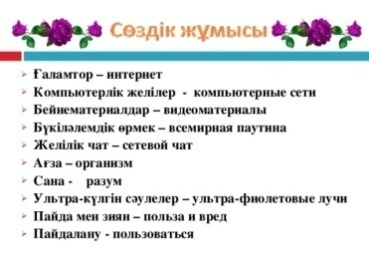 Сөздік жұмысы
Ғаламтор – интернет
Компьютерлік желілер - компьютерные сети
Бейнематериалдар – видеоматериалы
Бүкіләлемдік өрмек – всемирная паутина
Желілік чат – сетевой чат
Ағза – организм
Сана - разум
Ультра-күлгін сәулелер – ультра-фиолетовые лучи
Пайда мен зиян – польза и вред
Пайдалану - пользоваться